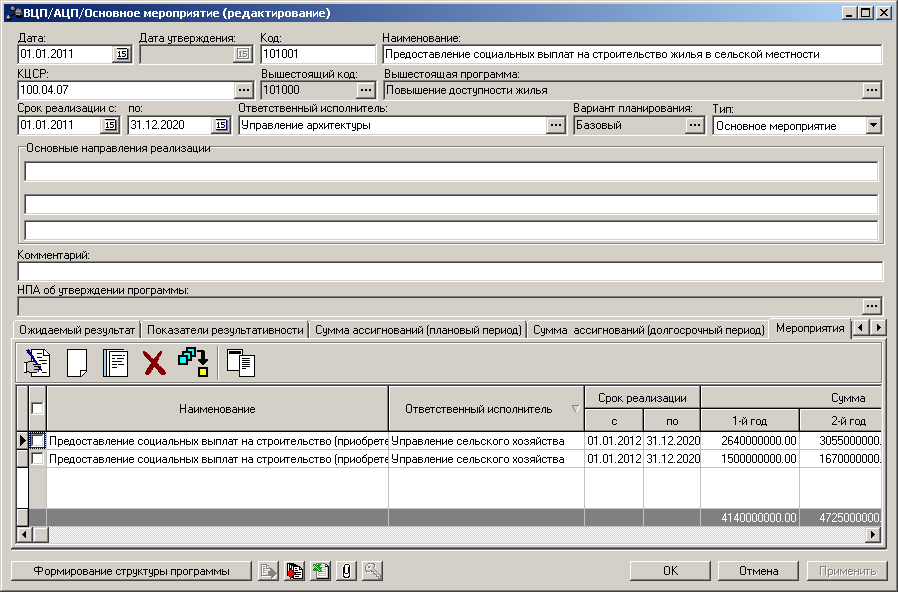 ВЦП/АЦП/Основное мероприятие (редактирование)
Дата: Дата утверждения: Код: Наименование:
01.01.2011 15 15 101001 Предоставление социальных выплат на строительство жилья в сельской местности
КЦСР: Вышестоящий код: Вышестоящая программа:
100.04.07 ... 101000 ... Повышение доступности жилья ...
Срок реализации с: по: Ответственный исполнитель: Вариант планирования: Тип:
01.01.2011 15 31.12.2020 15 Управление архитектуры ... Базовый ... Основное мероприятие
Основные направления реализации
Комментарий:
НПА об утверждении программы:
...
Ожидаемый результат Показатели результативности Сумма ассигнований (плановый период) Сумма ассигнований (долгосрочный период) Мероприятия
Наименование Ответственный исполнитель Срок реализации Сумма
с по 1-й год 2-й год
Предоставление социальных выплат на строительство (приобрете Управление сельского хозяйства 01.01.2012 31.12.2020 2640000000.00 3055000000.
Предоставление социальных выплат на строительство (приобрете Управление сельского хозяйства 01.01.2012 31.12.2020 1500000000.00 1670000000.
4140000000.00 4725000000.
Формирование структуры программы OK Отмена Применить